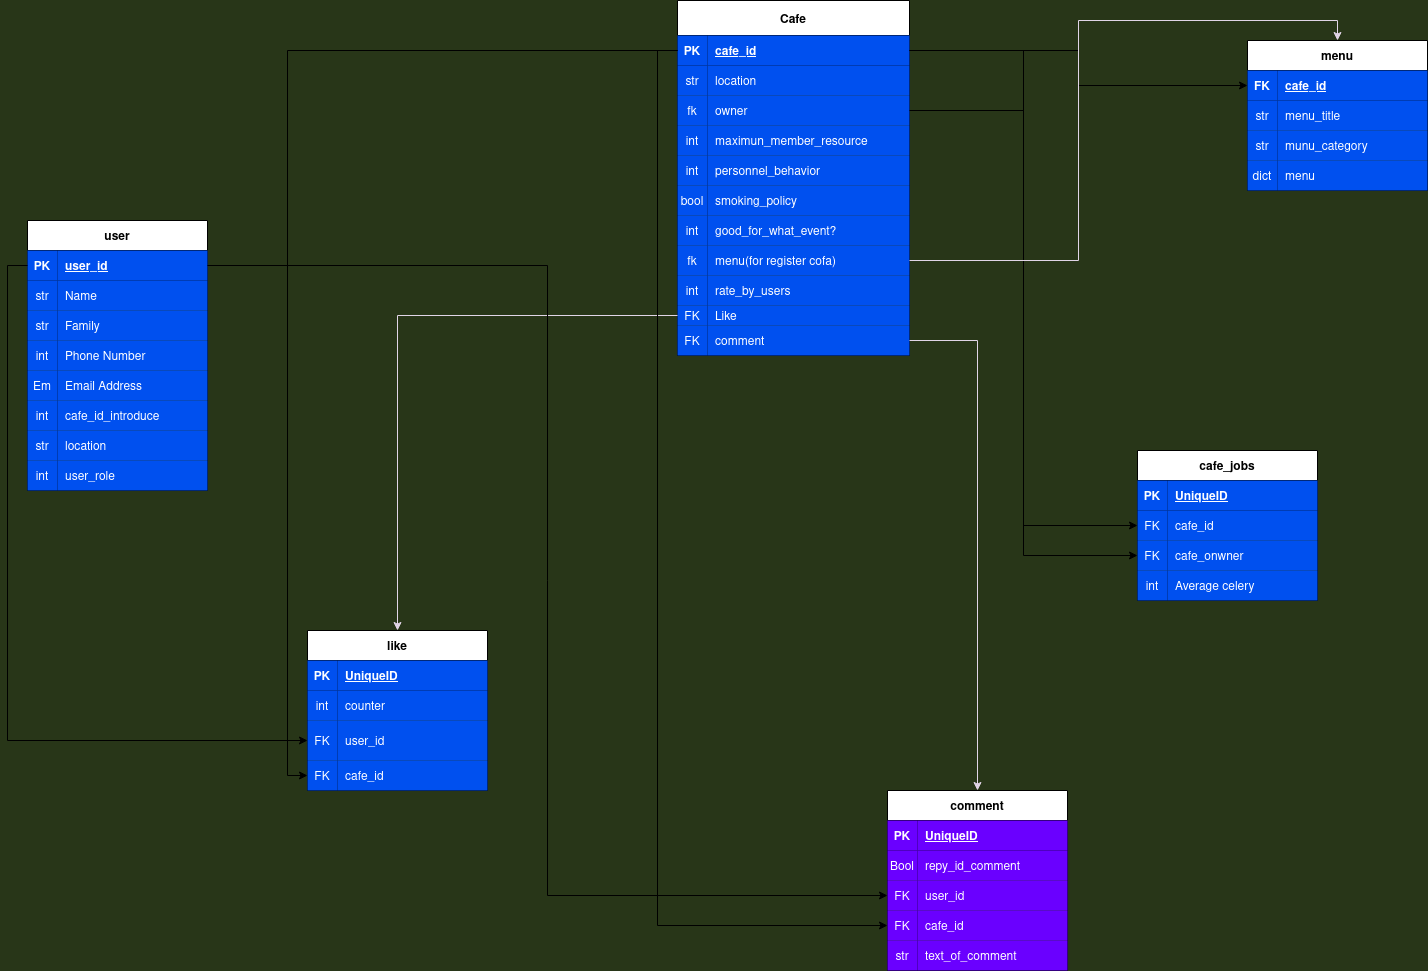 Cafe
PK cafe_id
str location
fk owner
int maximun_member_resource
int personnel_behavior
bool smoking_policy
int good_for_what_event?
fk menu(for register cofa)
int rate_by_users
FK Like
FK comment
menu
FK cafe_id
str menu_title
str munu_category
dict menu
user
PK user_id
str Name
str Family
int Phone Number
Em Email Address
int cafe_id_introduce
str location
int user_role
cafe_jobs
PK UniqueID
FK cafe_id
FK cafe_onwner
int Average celery
like
PK UniqueID
int counter
FK user_id
FK cafe_id
comment
PK UniqueID
Bool repy_id_comment
FK user_id
FK cafe_id
str text_of_comment